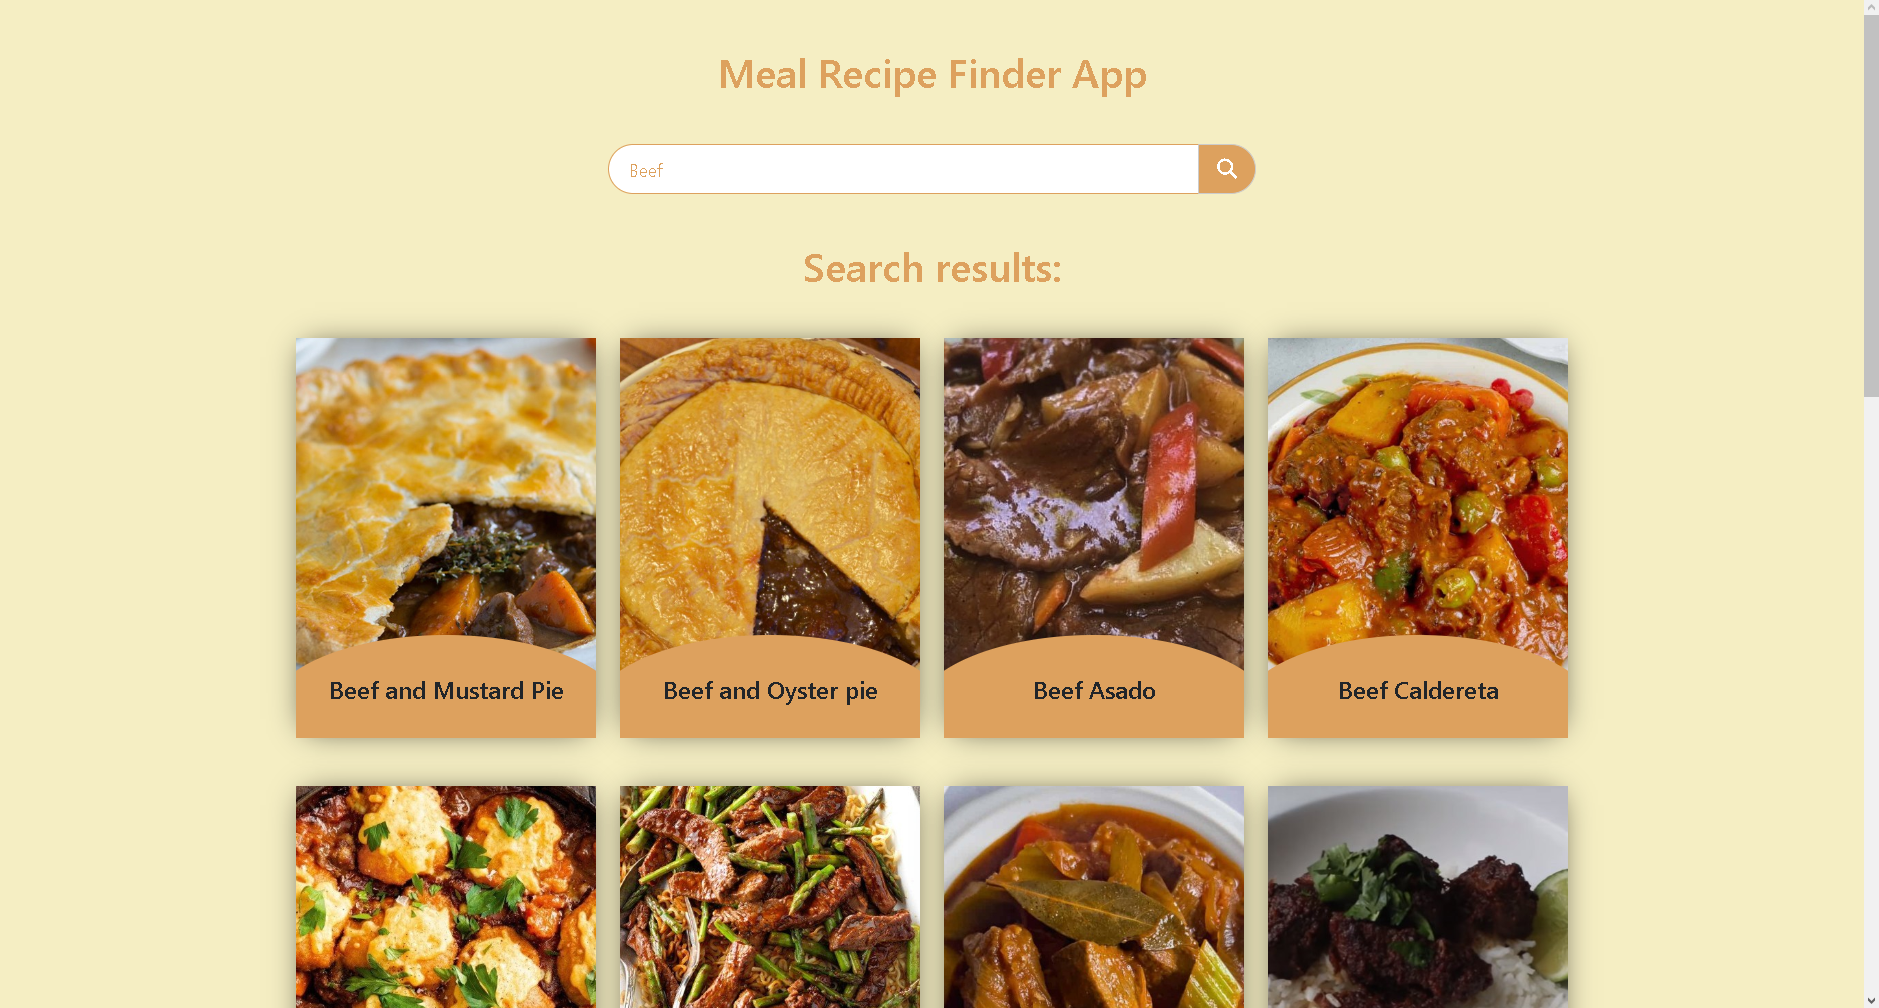 Meal Recipe Finder App
Beef
Search results:
Beef and Mustard Pie
Beef and Oyster pie
Beef Asado
Beef Caldereta